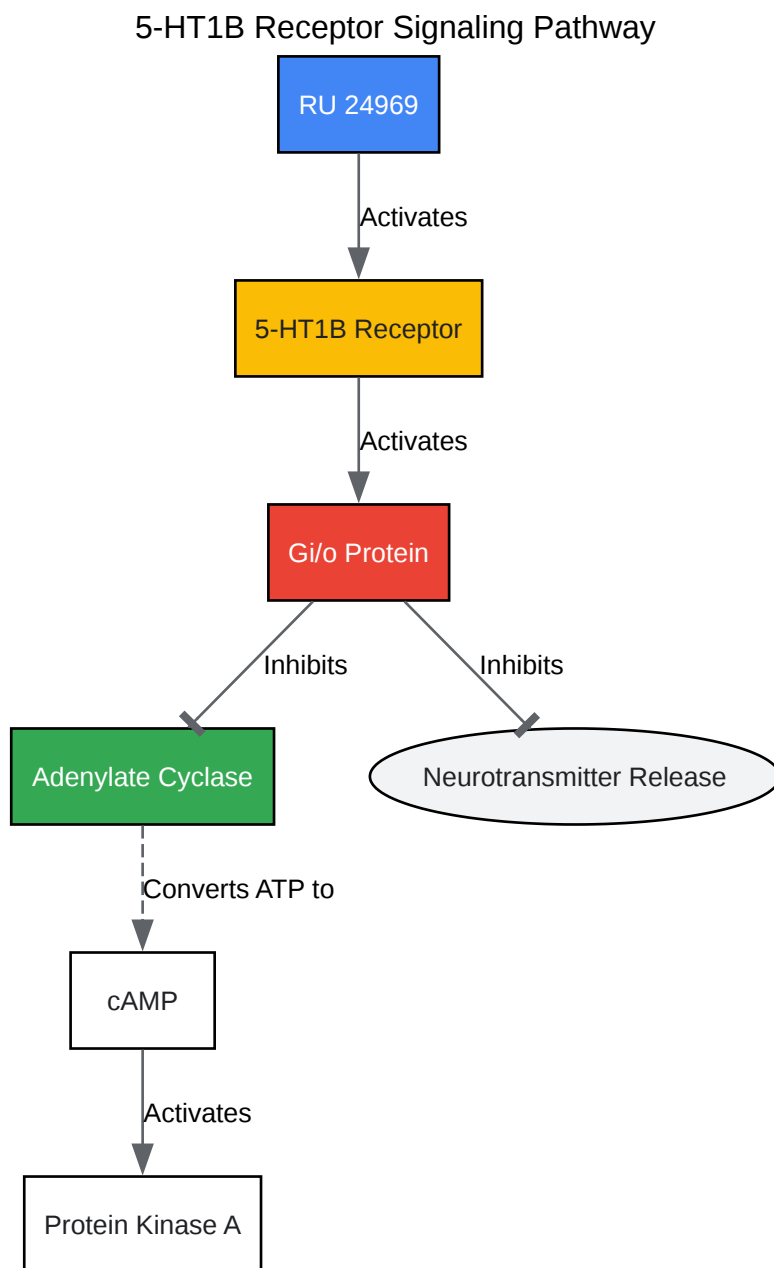 5-HT1B Receptor Signaling Pathway
RU 24969
Activates
5-HT1B Receptor
Activates
Gi/o Protein
Inhibits
Inhibits
Adenylate Cyclase
Neurotransmitter Release
Converts ATP to
cAMP
Activates
Protein Kinase A